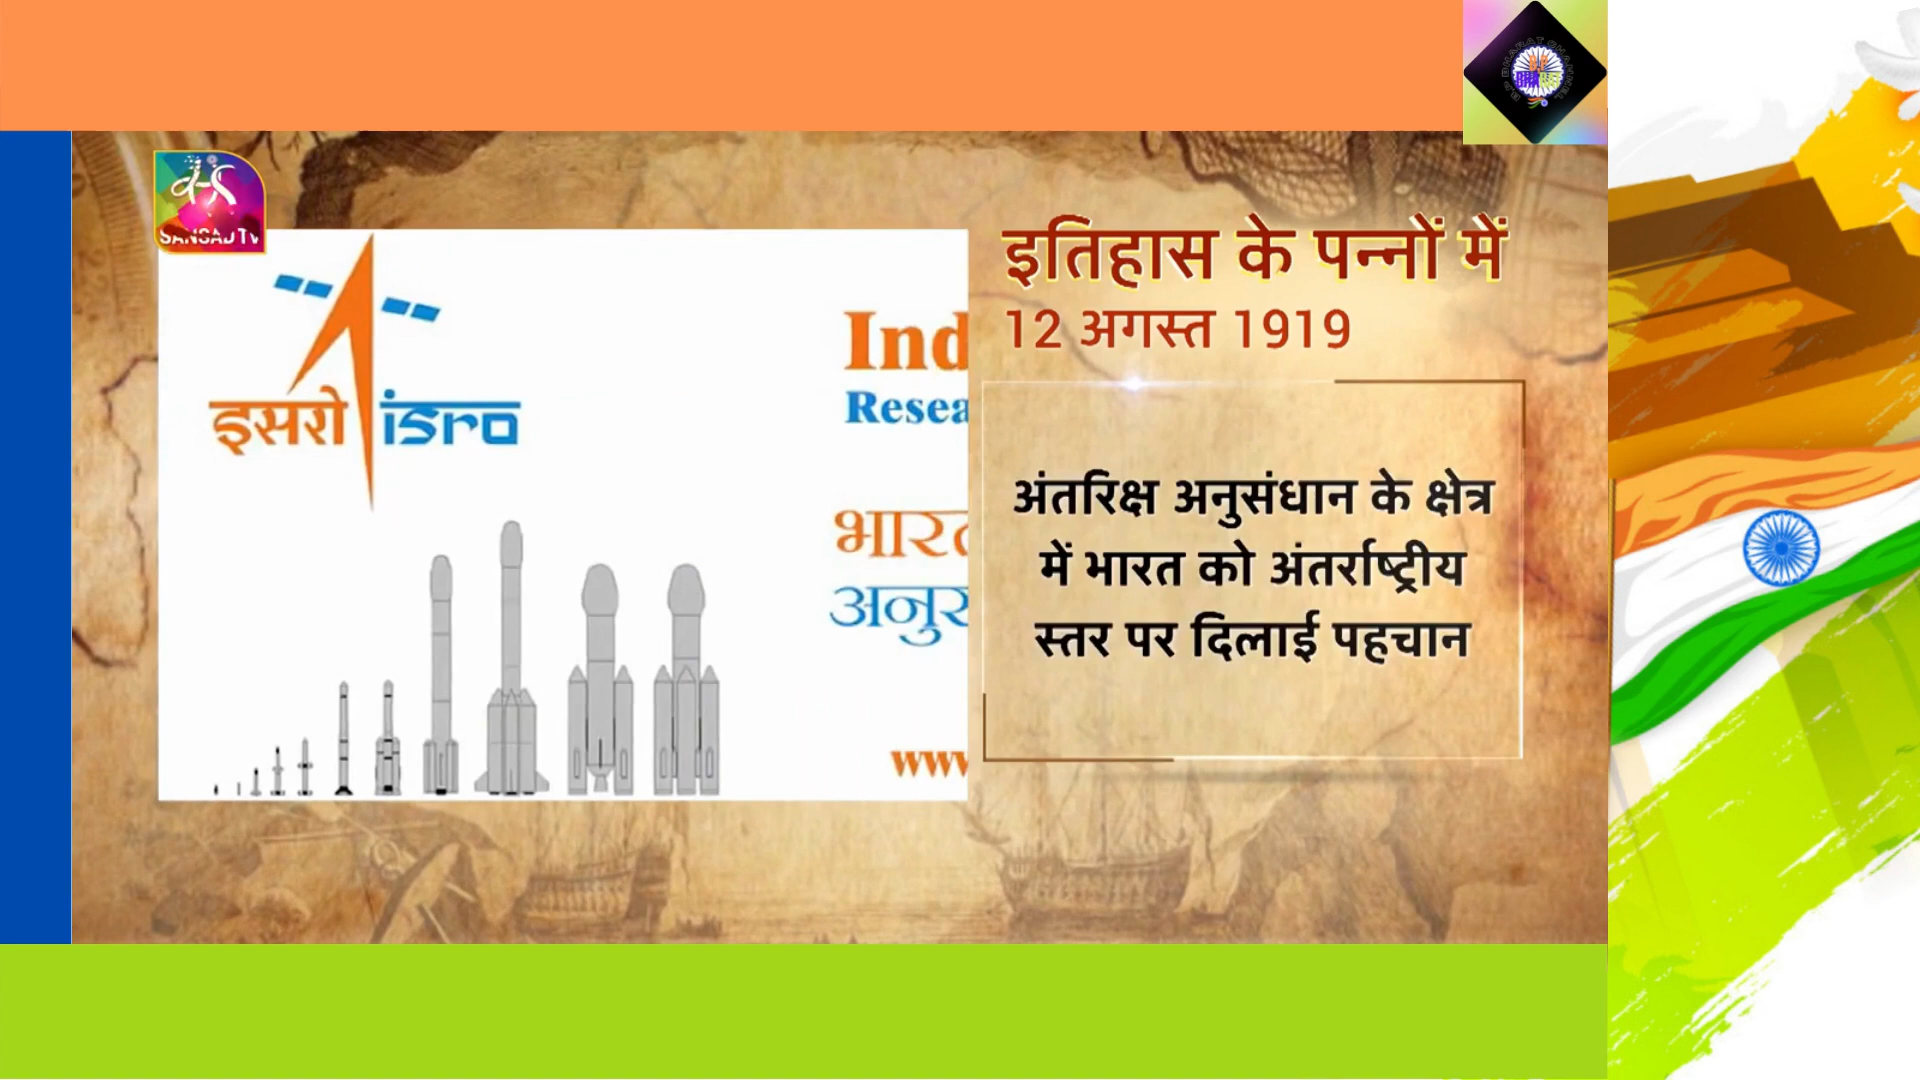 SANSAD TV
इसरो isro
Ind
Resea
भारत
अनुस
www
इतिहास के पन्नों में
12 अगस्त 1919
अंतरिक्ष अनुसंधान के क्षेत्र
में भारत को अंतर्राष्ट्रीय
स्तर पर दिलाई पहचान